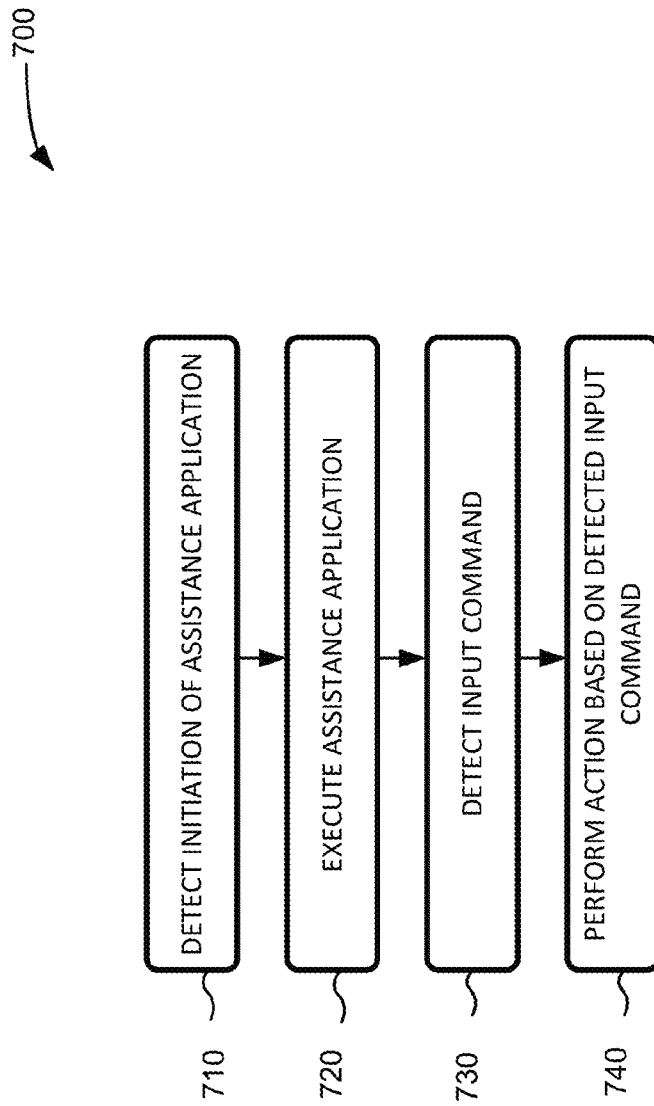 700
710
DETECT INITIATION OF ASSISTANCE APPLICATION
720
EXECUTE ASSISTANCE APPLICATION
730
DETECT INPUT COMMAND
740
PERFORM ACTION BASED ON DETECTED INPUT
COMMAND